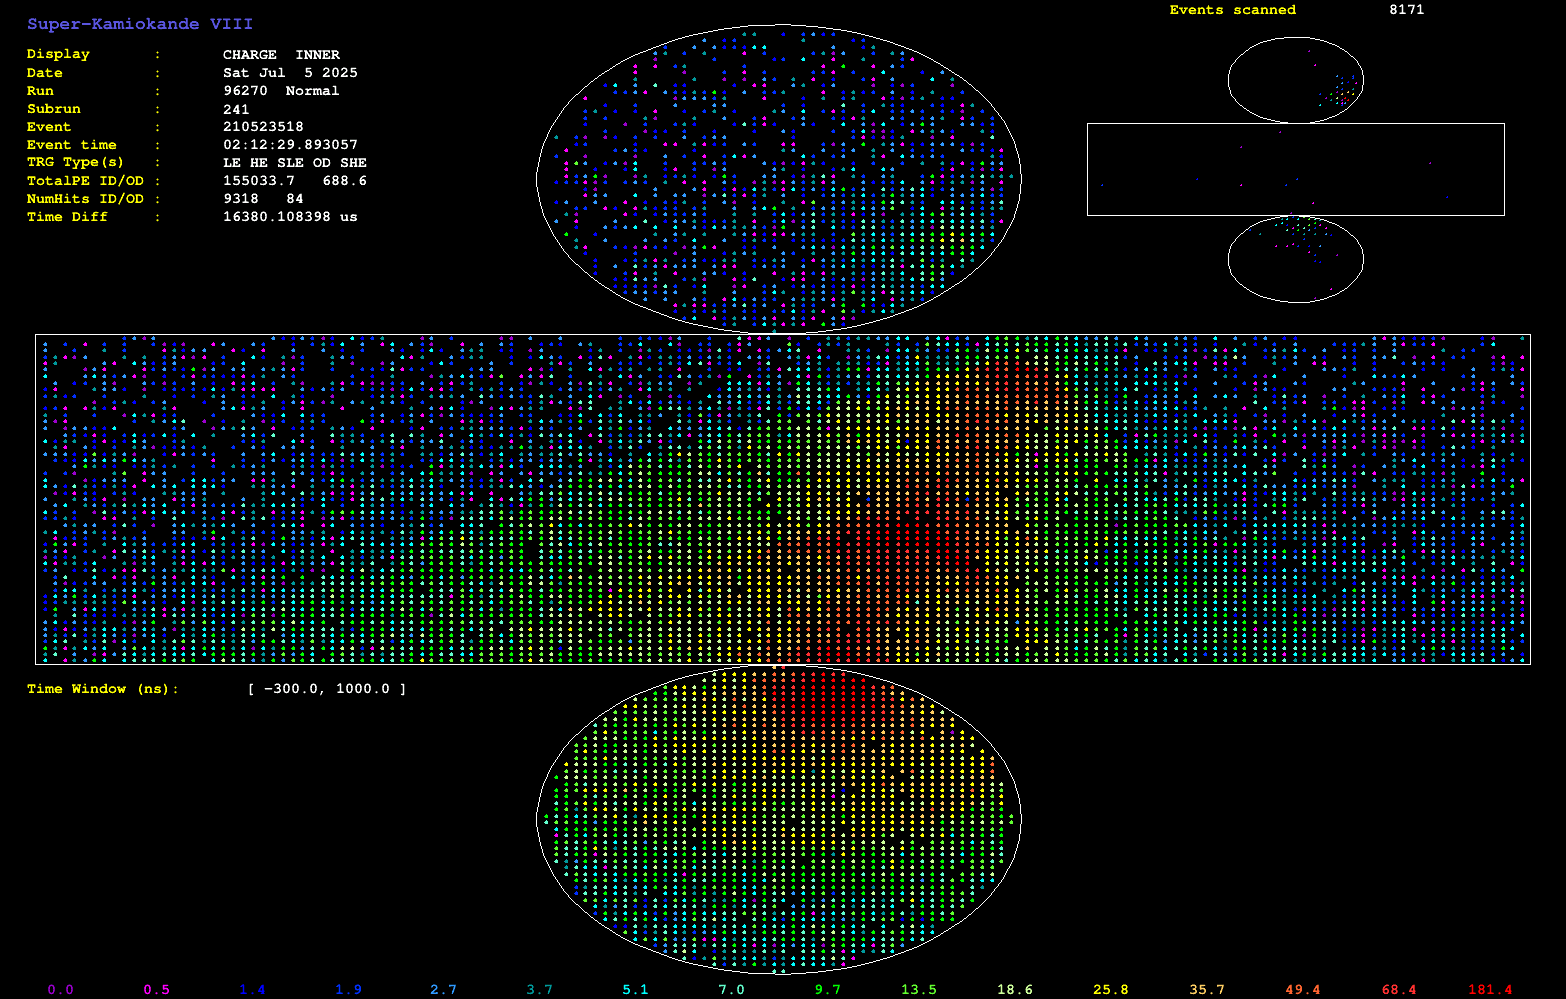 Super-Kamiokande VIII
Display : CHARGE INNER
Date : Sat Jul 5 2025
Run : 96270 Normal
Subrun : 241
Event : 210523518
Event time : 02:12:29.893057
TRG Type(s) : LE HE SLE OD SHE
TotalPE ID/OD : 155033.7 688.6
NumHits ID/OD : 9318 84
Time Diff : 16380.108398 us
Events scanned 8171
Time Window (ns): [ -300.0, 1000.0 ]
0.0 0.5 1.4 1.9 2.7 3.7 5.1 7.0 9.7 13.5 18.6 25.8 35.7 49.4 68.4 181.4